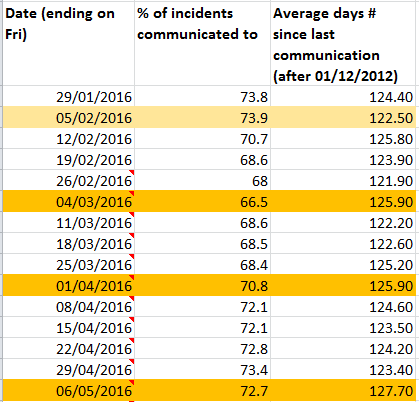 Date (ending on % of incidents Average days #
Fri) communicated to since last
communication
(after 01/12/2012)
29/01/2016 73.8 124.40
05/02/2016 73.9 122.50
12/02/2016 70.7 125.80
19/02/2016 68.6 123.90
26/02/2016 68 121.90
04/03/2016 66.5 125.90
11/03/2016 68.6 122.20
18/03/2016 68.5 122.60
25/03/2016 68.4 125.20
01/04/2016 70.8 125.90
08/04/2016 72.1 124.60
15/04/2016 72.1 123.50
22/04/2016 72.8 124.20
29/04/2016 73.4 123.40
06/05/2016 72.7 127.70